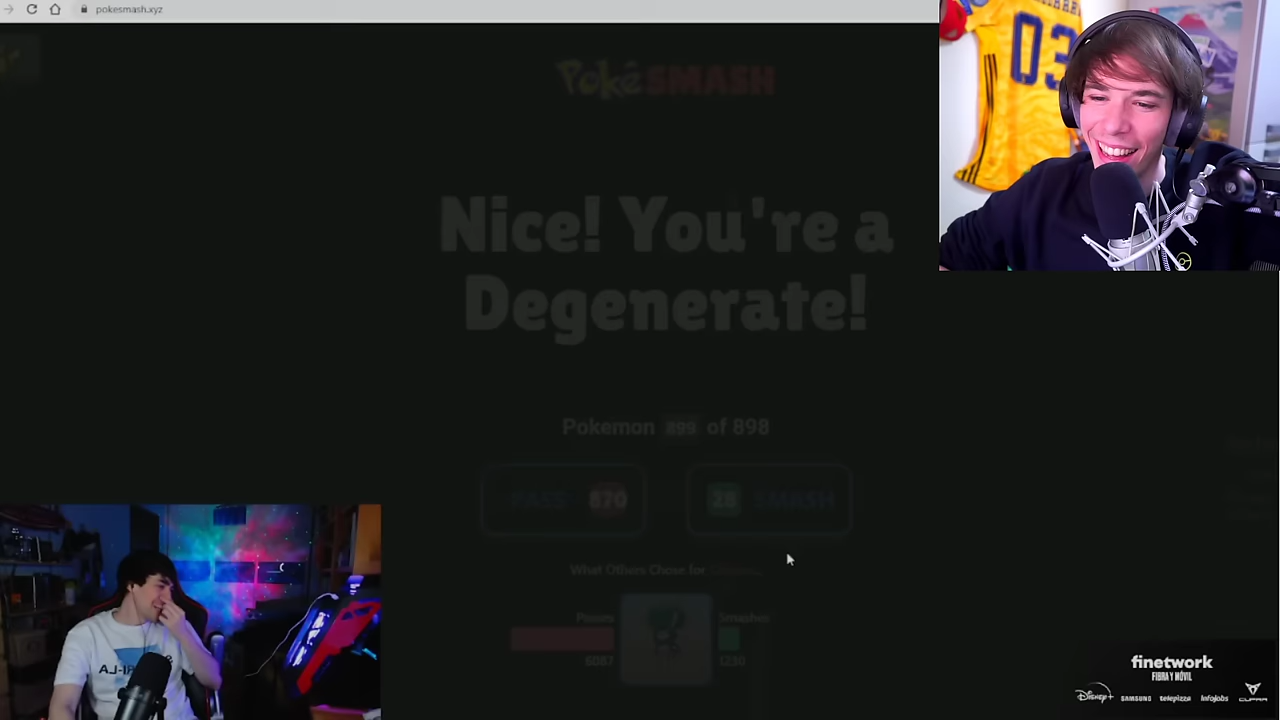 pokesmash.xyz
PokéSMASH
03
Nice! You're a
Degenerate!
Pokemon 899 of 898
PASS 870
28 SMASH
What Others Chose for
Passes
Smashes
6087
1230
finetwork
FIBRA Y MÓVIL
Disney+ SAMSUNG telepizza InfoJobs CUPRA